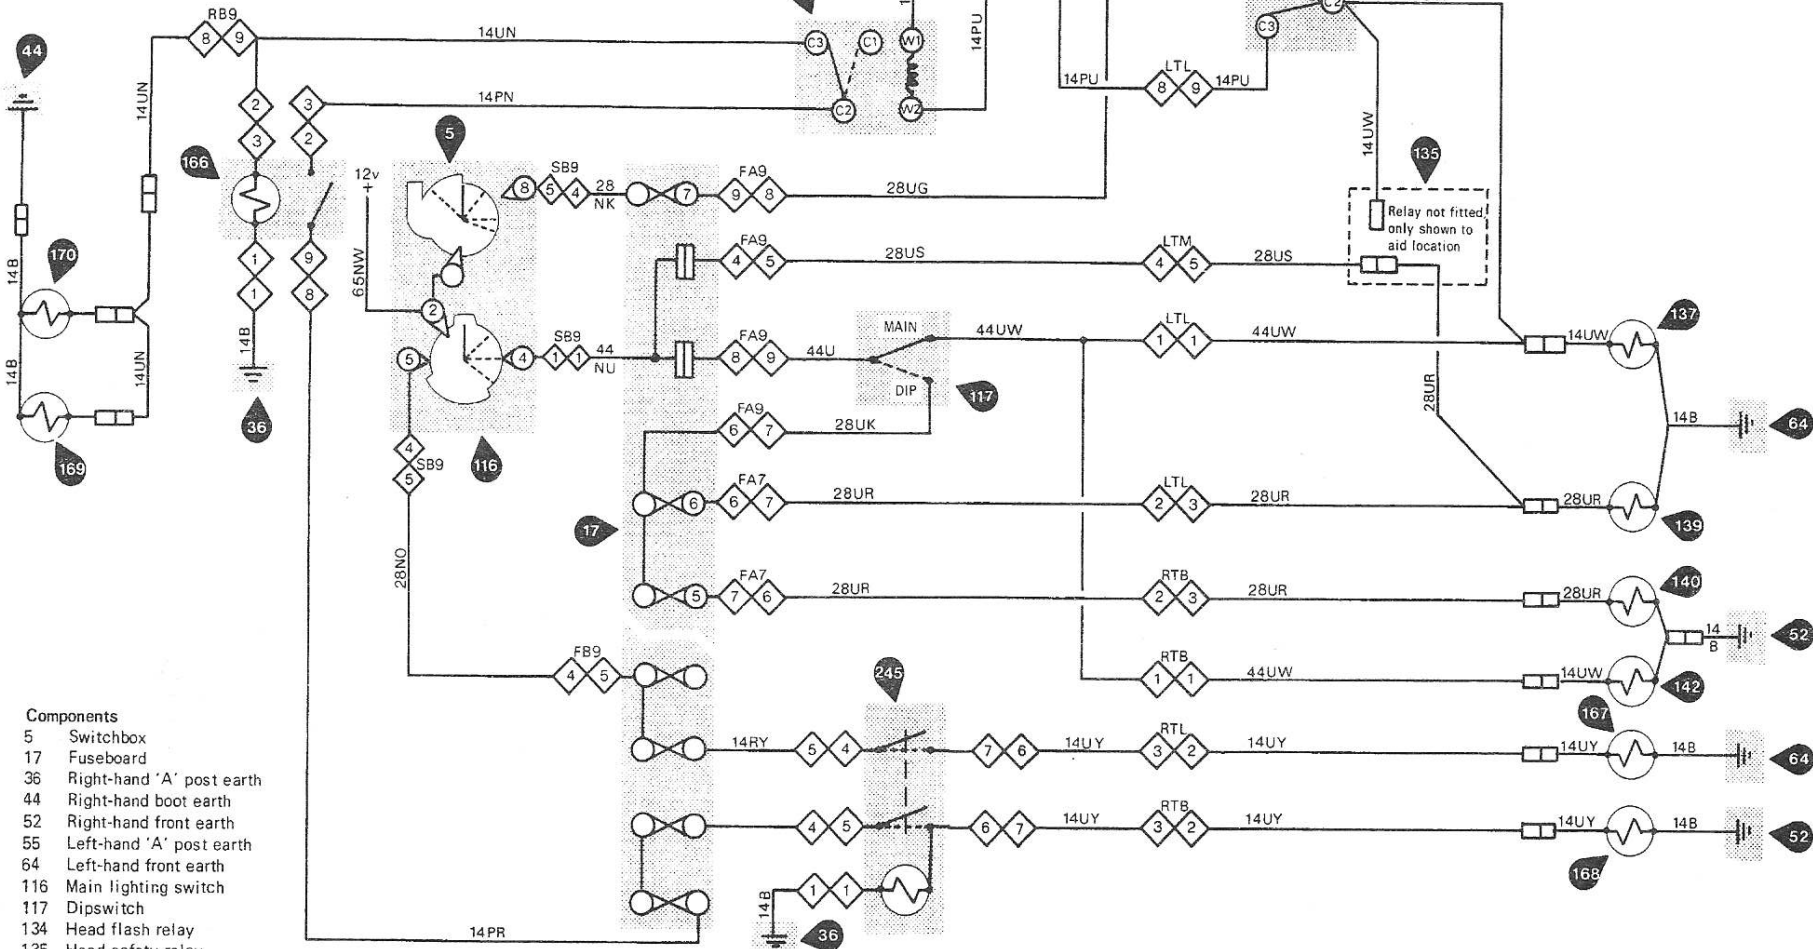 RB9
8 9
14UN
C3 C1 W1
14PU
C2
C3
44
14UN
2
3
3
2
14PN
C2 W2
14PU
LTL
8 9
14PU
166
5
12v
+
65NW
8
SB9
5 4
28
NK
7
FA9
9 8
28UG
14UW
135
Relay not fitted
only shown to
aid location
170
14B
1
1
9
8
2
FA9
4 5
28US
LTM
4 5
28US
14B
14UN
14B
36
5
4
SB9
1 1
44
NU
FA9
8 9
44U
MAIN
DIP
44UW
LTL
1 1
44UW
14UW
137
117
28UR
14B
64
169
4
5
SB9
116
FA9
6 7
28UK
17
6
FA7
6 7
28UR
LTL
2 3
28UR
28UR
139
28NO
5
FA7
7 6
28UR
RTB
2 3
28UR
28UR
140
14
B
52
FB9
4 5
245
RTB
1 1
44UW
14UW
142
14RY
5 4
7 6
14UY
RTL
3 2
14UY
14UY
167
14B
64
4 5
6 7
14UY
RTB
3 2
14UY
14UY
168
14B
52
1 1
14B
36
14PR
Components
5 Switchbox
17 Fuseboard
36 Right-hand 'A' post earth
44 Right-hand boot earth
52 Right-hand front earth
55 Left-hand 'A' post earth
64 Left-hand front earth
116 Main lighting switch
117 Dipswitch
134 Head flash relay
135 Head safety relay